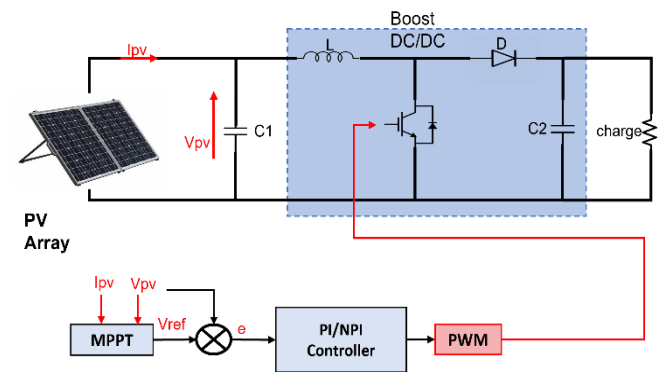 Boost
DC/DC
Ipv
L
D
Vpv
C1
C2
charge
PV
Array
Ipv
Vpv
MPPT
Vref
e
PI/NPI
Controller
PWM